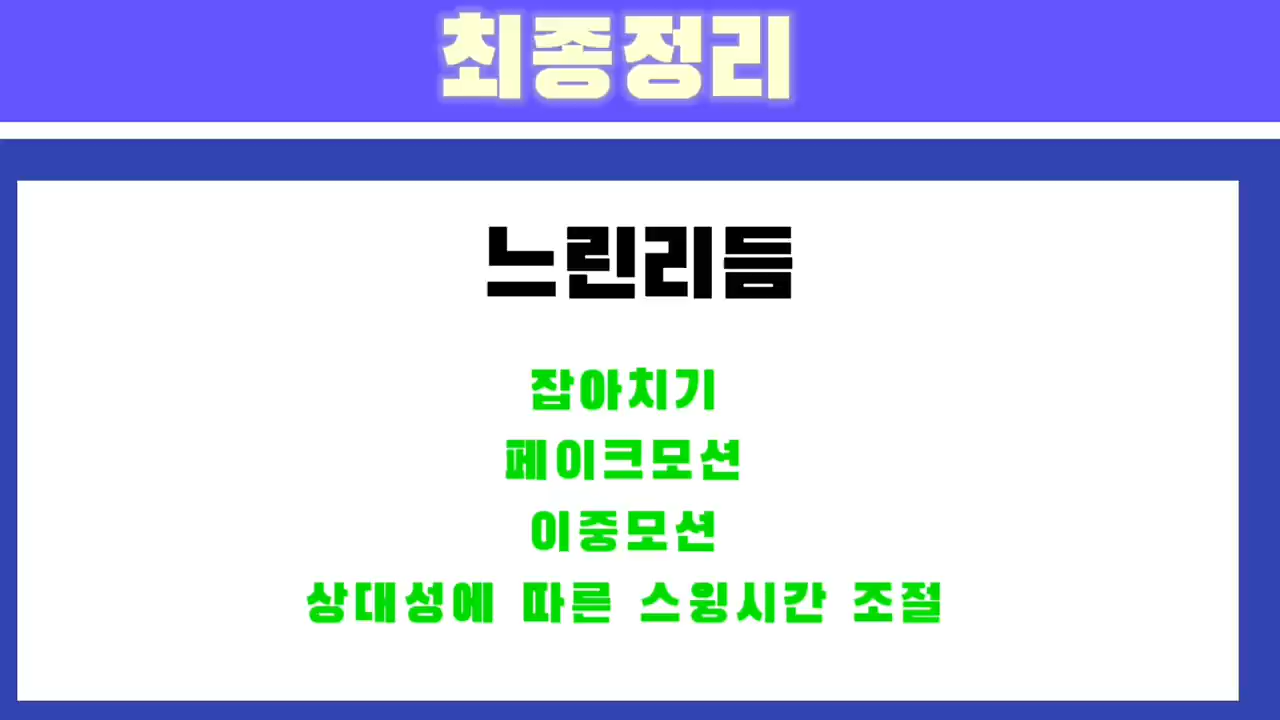 최종정리
느린리듬
잡아치기
페이크모션
이중모션
상대성에 따른 스윙시간 조절